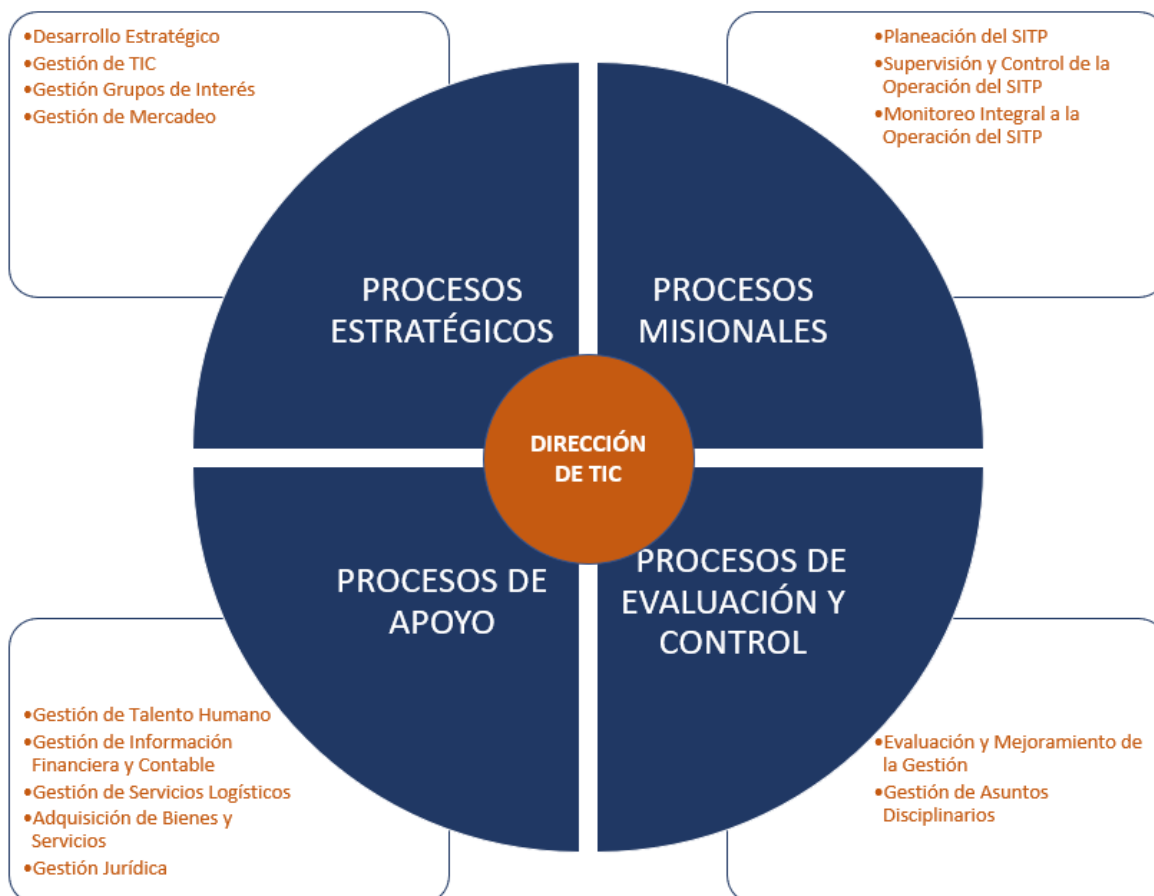 •Desarrollo Estratégico
•Gestión de TIC
•Gestión Grupos de Interés
•Gestión de Mercadeo
•Planeación del SITP
•Supervisión y Control de la
Operación del SITP
•Monitoreo Integral a la
Operación del SITP
PROCESOS
ESTRATÉGICOS
PROCESOS
MISIONALES
DIRECCIÓN
DE TIC
PROCESOS DE
APOYO
PROCESOS DE
EVALUACIÓN Y
CONTROL
•Gestión de Talento Humano
•Gestión de Información
Financiera y Contable
•Gestión de Servicios Logísticos
•Adquisición de Bienes y
Servicios
•Gestión Jurídica
•Evaluación y Mejoramiento de
la Gestión
•Gestión de Asuntos
Disciplinarios